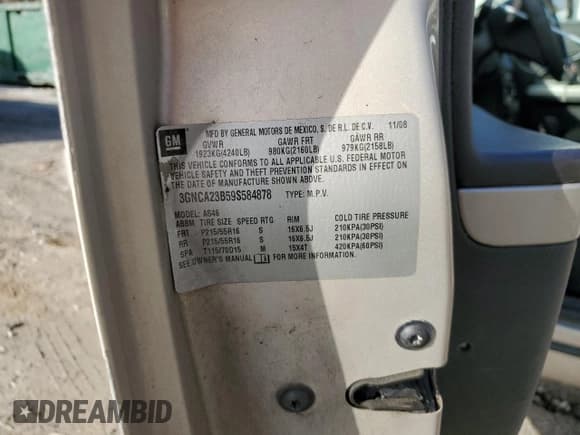 GM
MFD BY GENERAL MOTORS DE MEXICO, S. DE R.L. DE C.V. 11/08
GVWR GAWR FRT GAWR RR
1923KG(4240LB) 980KG(2160LB) 979KG(2158LB)
THIS VEHICLE CONFORMS TO ALL APPLICABLE U.S. FEDERAL MOTOR
VEHICLE SAFETY AND THEFT PREVENTION STANDARDS IN EFFECT ON
THE DATE OF MANUFACTURE SHOWN ABOVE.
3GNCA23B59S584878 TYPE: M.P.V.
MODEL: AS46
ABBM TIRE SIZE SPEED RTG RIM COLD TIRE PRESSURE
FRT P215/55R16 S 16X6.5J 210KPA(30PSI)
RR P215/55R16 S 16X6.5J 210KPA(30PSI)
SPA T115/70D15 M 15X4T 420KPA(60PSI)
SEE OWNER'S MANUAL FOR MORE INFORMATION.
DREAMBID